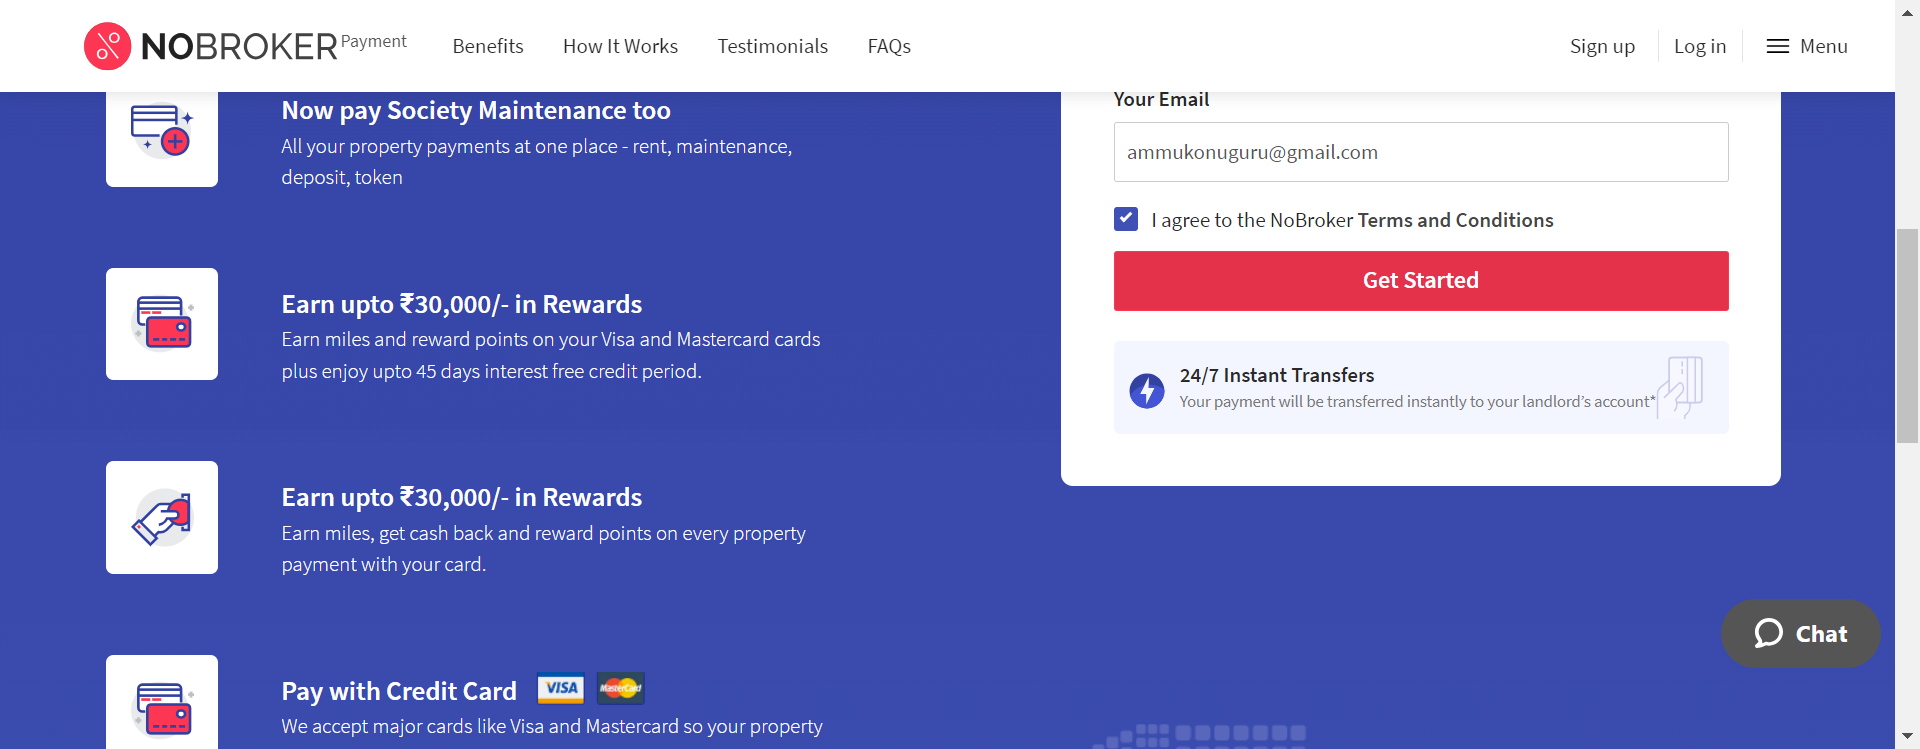 NOBROKER Payment
Benefits
How It Works
Testimonials
FAQs
Sign up
Log in
Menu
Now pay Society Maintenance too
All your property payments at one place - rent, maintenance,
deposit, token
Earn upto ₹30,000/- in Rewards
Earn miles and reward points on your Visa and Mastercard cards
plus enjoy upto 45 days interest free credit period.
Earn upto ₹30,000/- in Rewards
Earn miles, get cash back and reward points on every property
payment with your card.
Pay with Credit Card VISA MasterCard
We accept major cards like Visa and Mastercard so your property
Your Email
ammukonuguru@gmail.com
I agree to the NoBroker Terms and Conditions
Get Started
24/7 Instant Transfers
Your payment will be transferred instantly to your landlord's account*
Chat